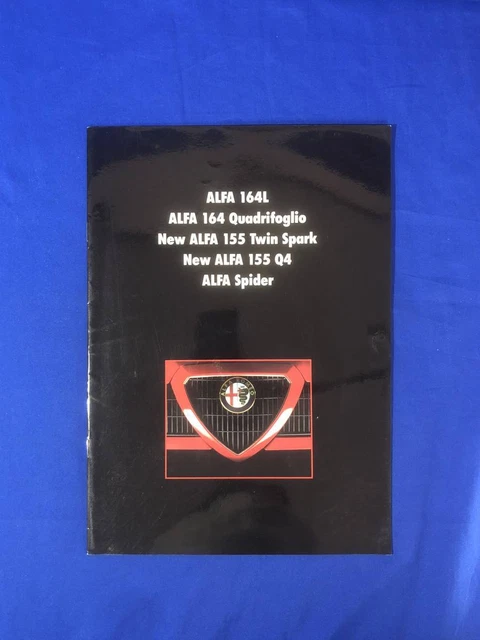 ALFA 164L
ALFA 164 Quadrifoglio
New ALFA 155 Twin Spark
New ALFA 155 Q4
ALFA Spider